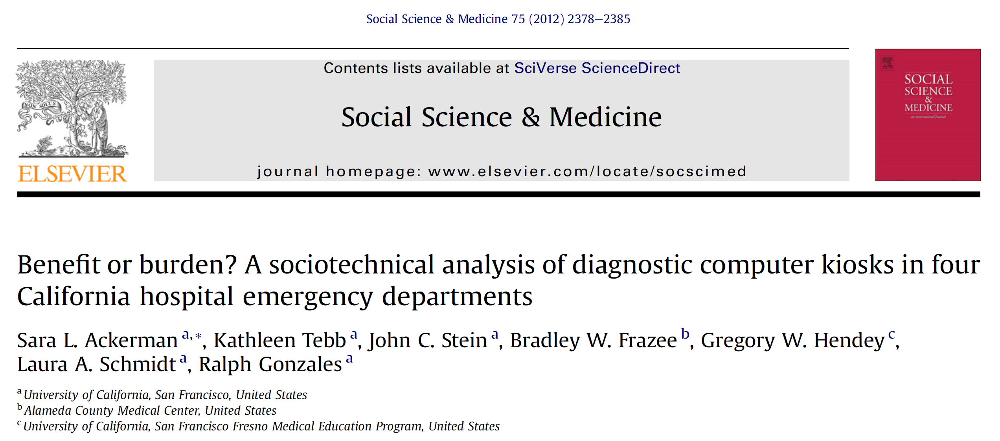 Social Science & Medicine 75 (2012) 2378–2385
Contents lists available at SciVerse ScienceDirect
Social Science & Medicine
journal homepage: www.elsevier.com/locate/socscimed
NON SOLUS
ELSEVIER
SOCIAL
SCIENCE
&
MEDICINE
an international journal
Benefit or burden? A sociotechnical analysis of diagnostic computer kiosks in four
California hospital emergency departments
Sara L. Ackerman a,*, Kathleen Tebb a, John C. Stein a, Bradley W. Frazee b, Gregory W. Hendey c,
Laura A. Schmidt a, Ralph Gonzales a
a University of California, San Francisco, United States
b Alameda County Medical Center, United States
c University of California, San Francisco Fresno Medical Education Program, United States